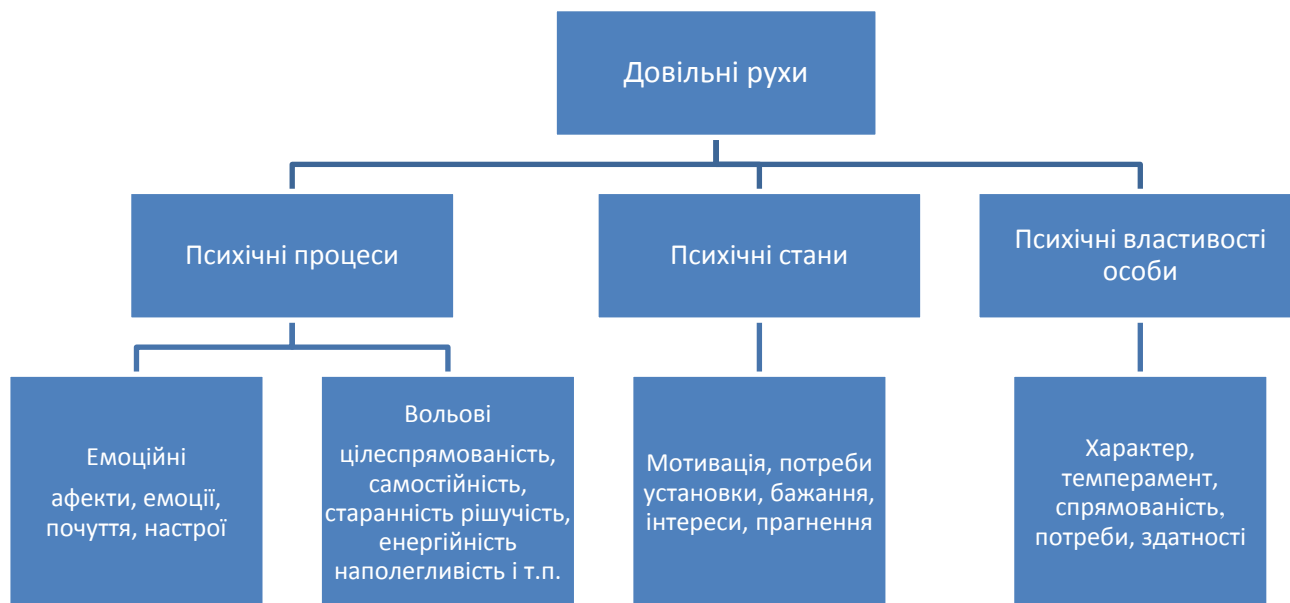 Довільні рухи
Психічні процеси
Психічні стани
Психічні властивості
особи
Емоційні
афекти, емоції,
почуття, настрої
Вольові
цілеспрямованість,
самостійність,
старанність рішучість,
енергійність
наполегливість і т.п.
Мотивація, потреби
установки, бажання,
інтереси, прагнення
Характер,
темперамент,
спрямованість,
потреби, здатності